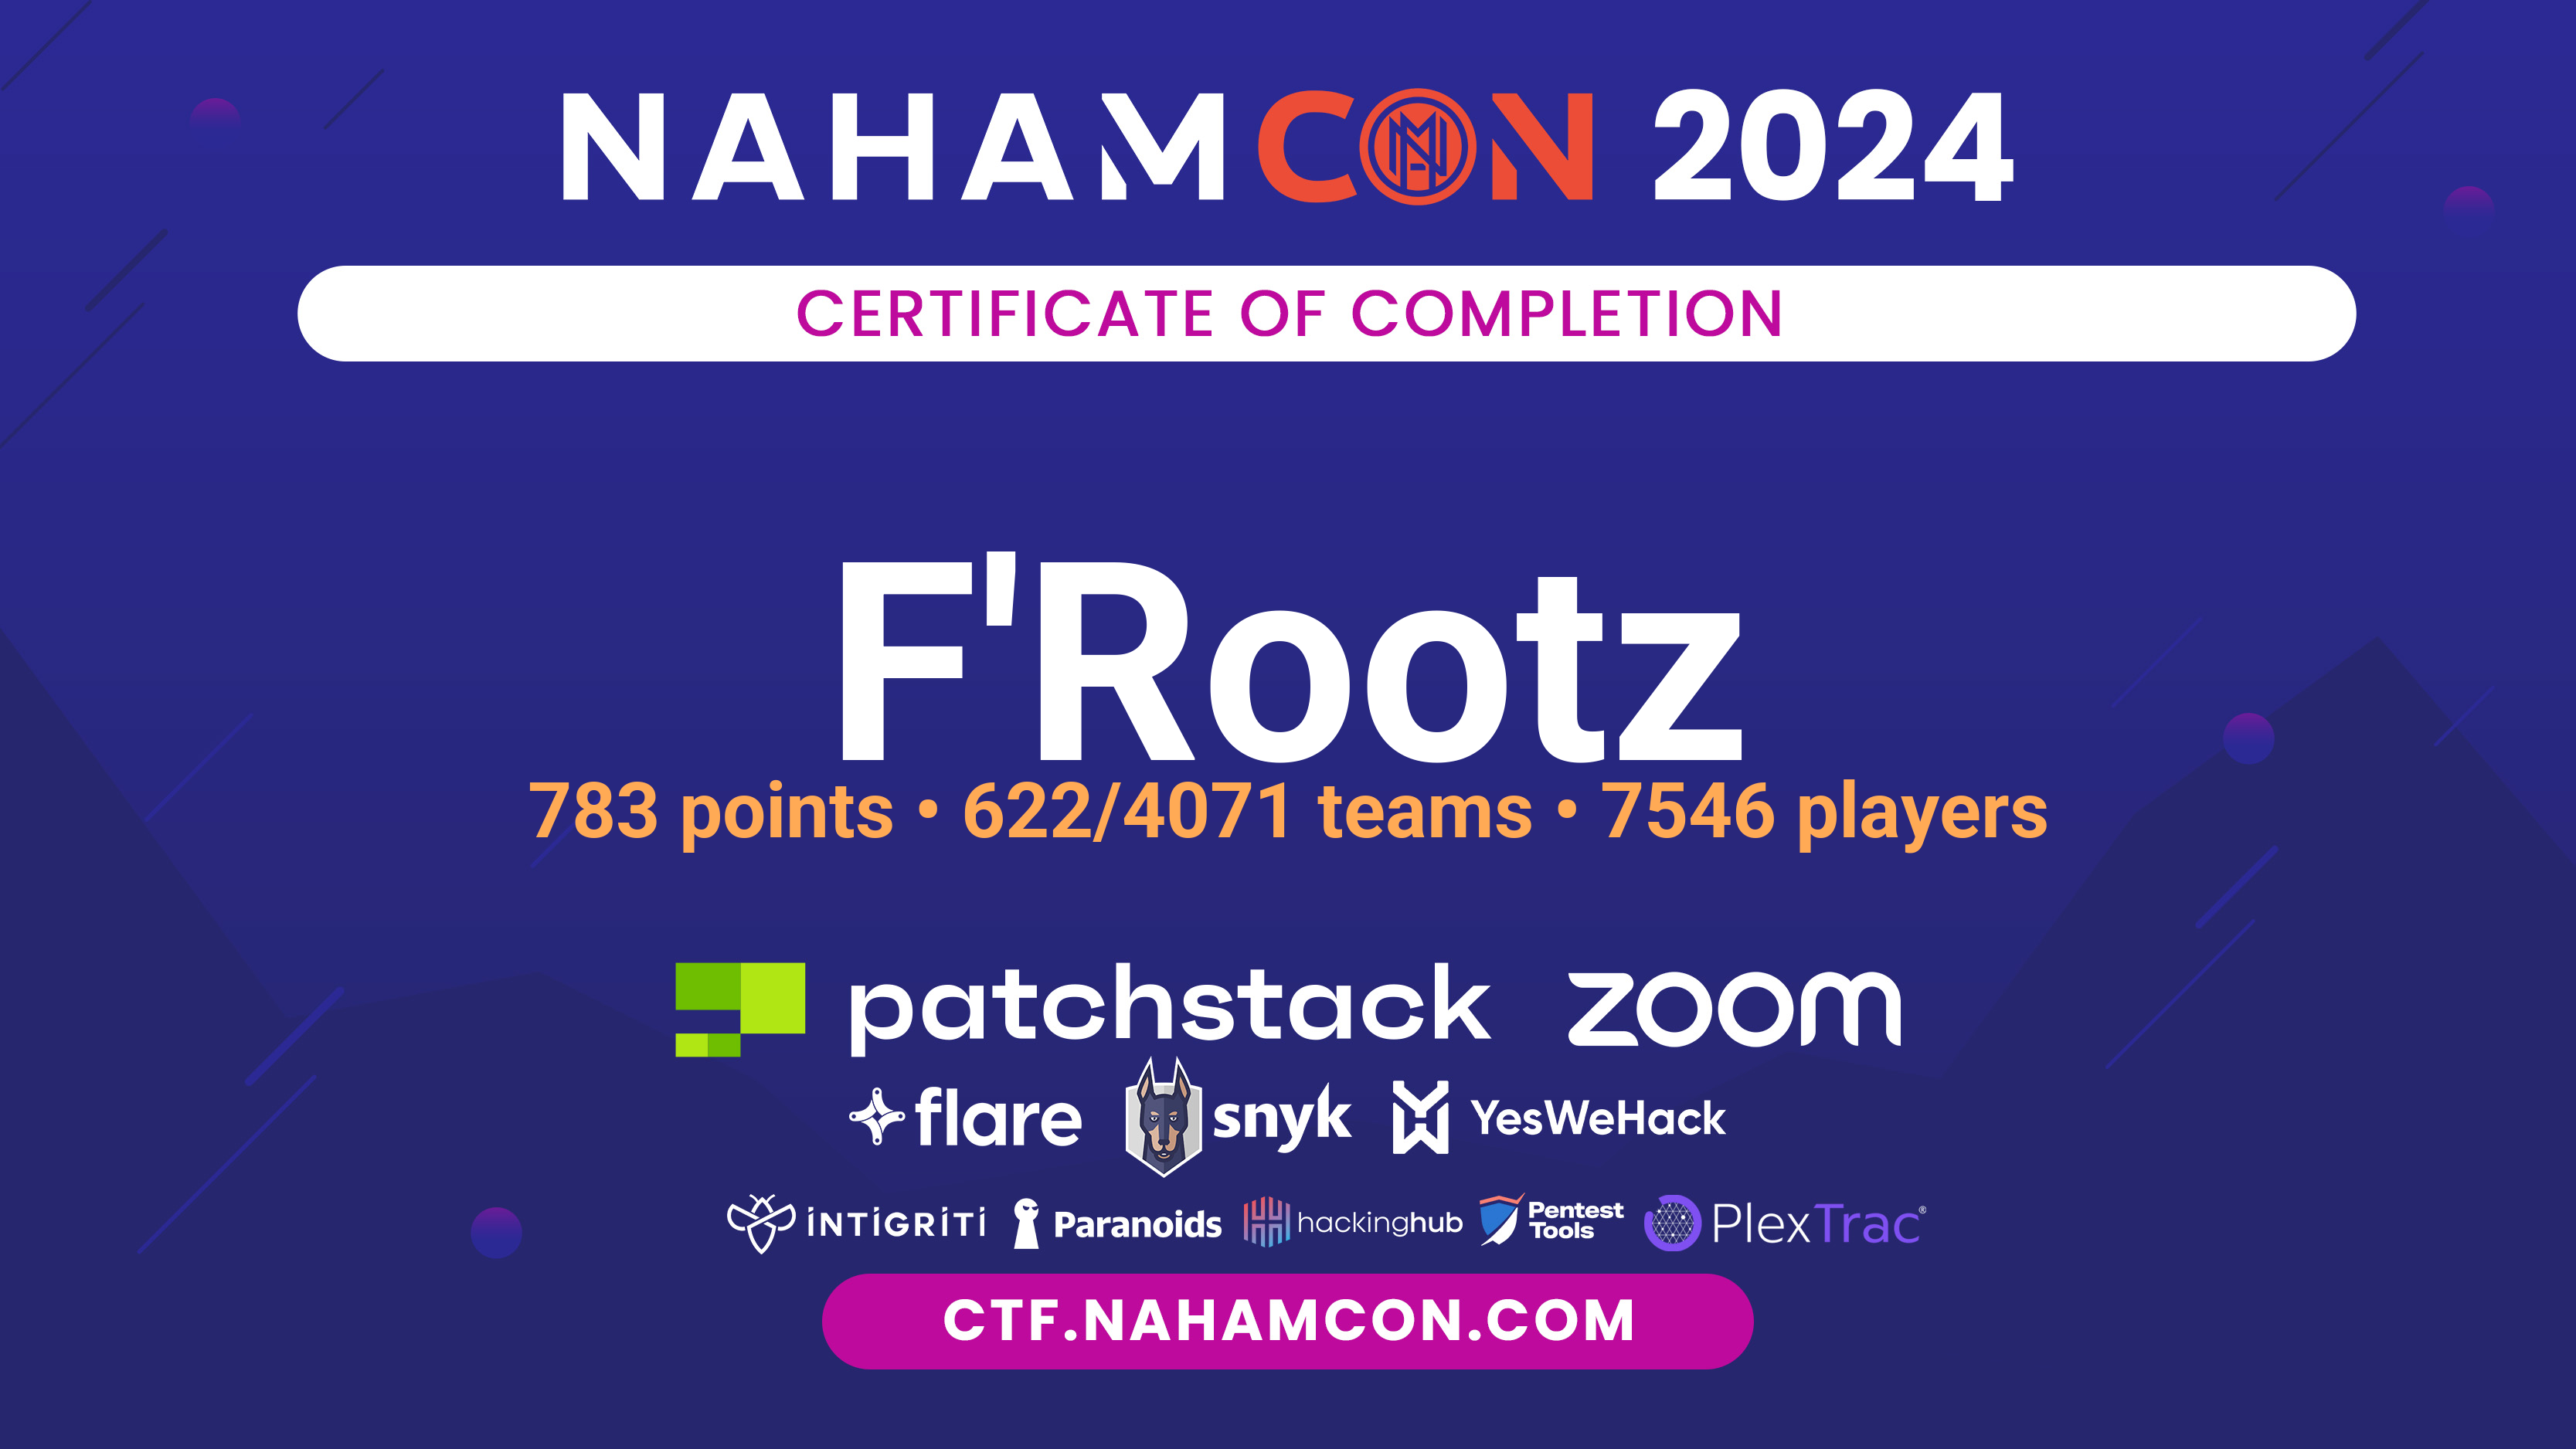 NAHAMCON 2024
CERTIFICATE OF COMPLETION
F'Rootz
783 points • 622/4071 teams • 7546 players
patchstack zoom
flare snyk YesWeHack
INTIGRITI Paranoids hackinghub Pentest Tools PlexTrac®
CTF.NAHAMCON.COM